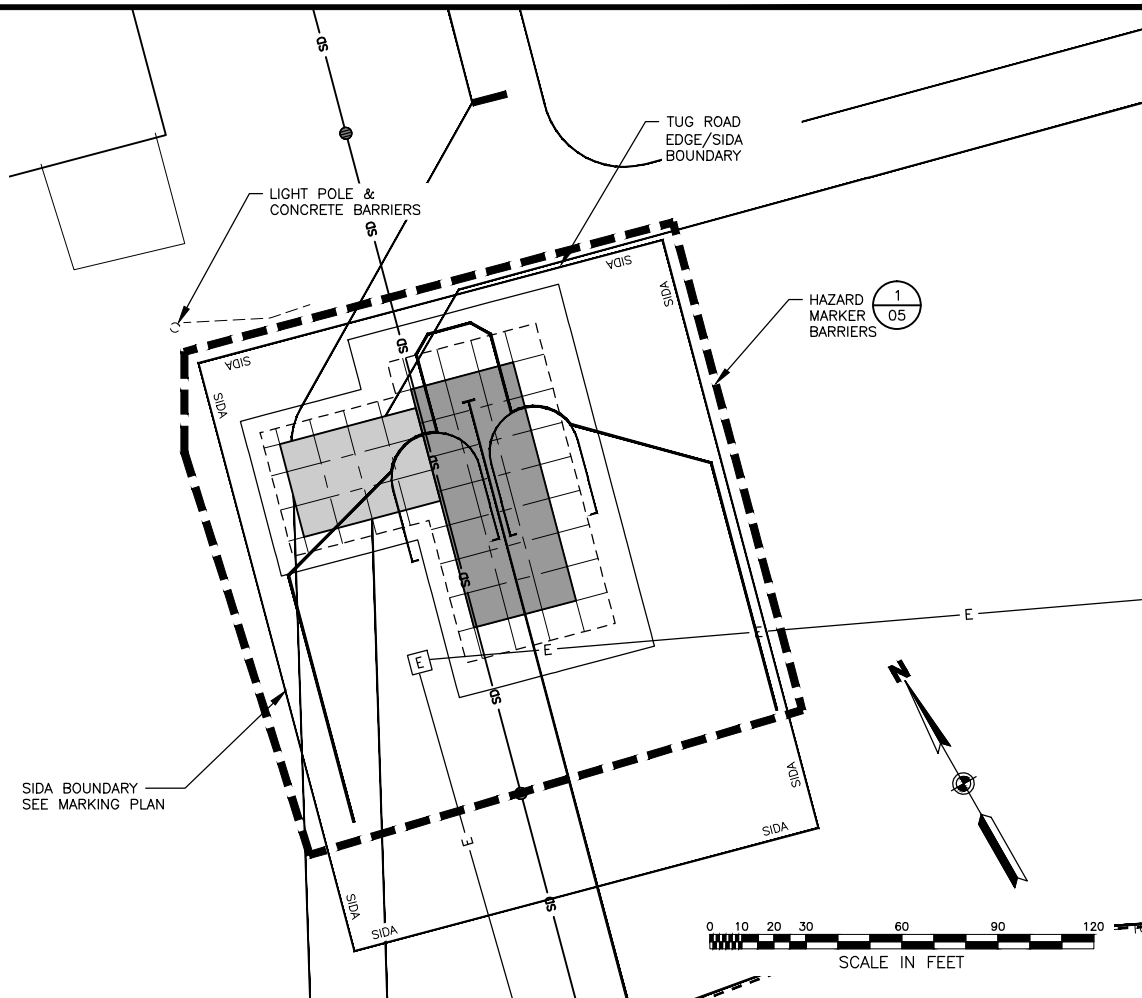 SD
TUG ROAD
EDGE/SIDA
BOUNDARY
LIGHT POLE &
CONCRETE BARRIERS
SD
SIDA
SIDA
HAZARD
MARKER
BARRIERS
1
05
SD
SIDA
SIDA
SD
SD
E
E
E
E
N
SD
SIDA BOUNDARY
SEE MARKING PLAN
SIDA
SIDA
E
SIDA
SD
SIDA
0 10 20 30 60 90 120
SCALE IN FEET